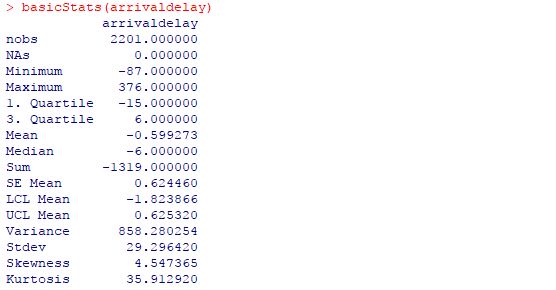 > basicStats(arrivaldelay)
arrivaldelay
nobs 2201.000000
NAs 0.000000
Minimum -87.000000
Maximum 376.000000
1. Quartile -15.000000
3. Quartile 6.000000
Mean -0.599273
Median -6.000000
Sum -1319.000000
SE Mean 0.624460
LCL Mean -1.823866
UCL Mean 0.625320
Variance 858.280254
Stdev 29.296420
Skewness 4.547365
Kurtosis 35.912920